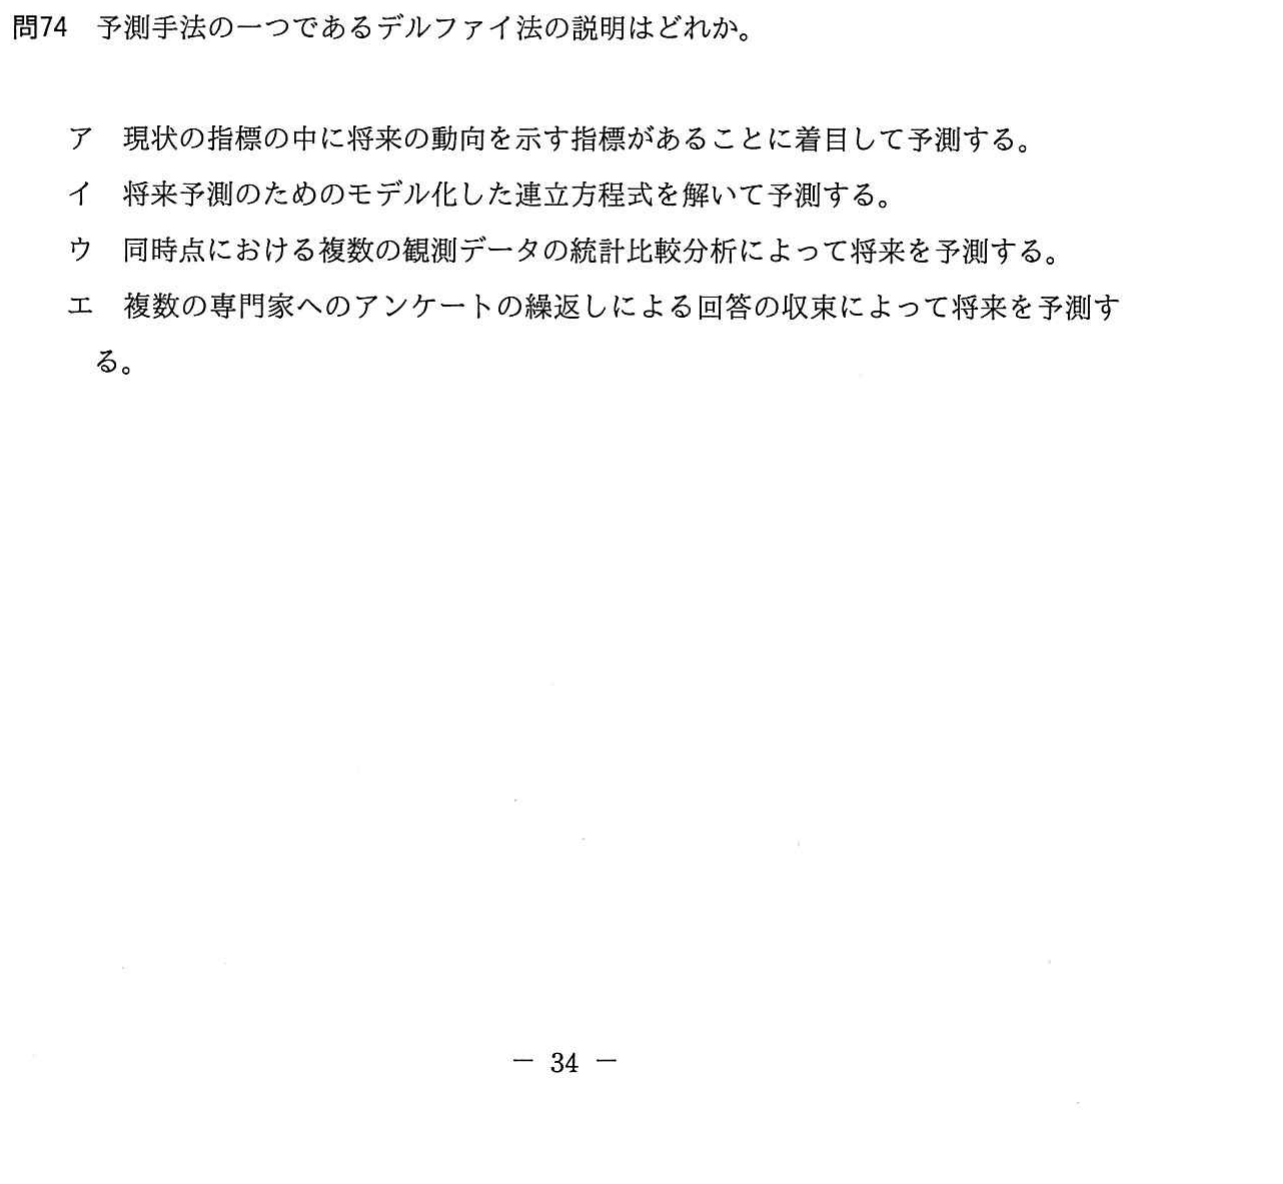 問74　予測手法の一つであるデルファイ法の説明はどれか。
ア　現状の指標の中に将来の動向を示す指標があることに着目して予測する。
イ　将来予測のためのモデル化した連立方程式を解いて予測する。
ウ　同時点における複数の観測データの統計比較分析によって将来を予測する。
エ　複数の専門家へのアンケートの繰返しによる回答の収束によって将来を予測す
る。
－ 34 －